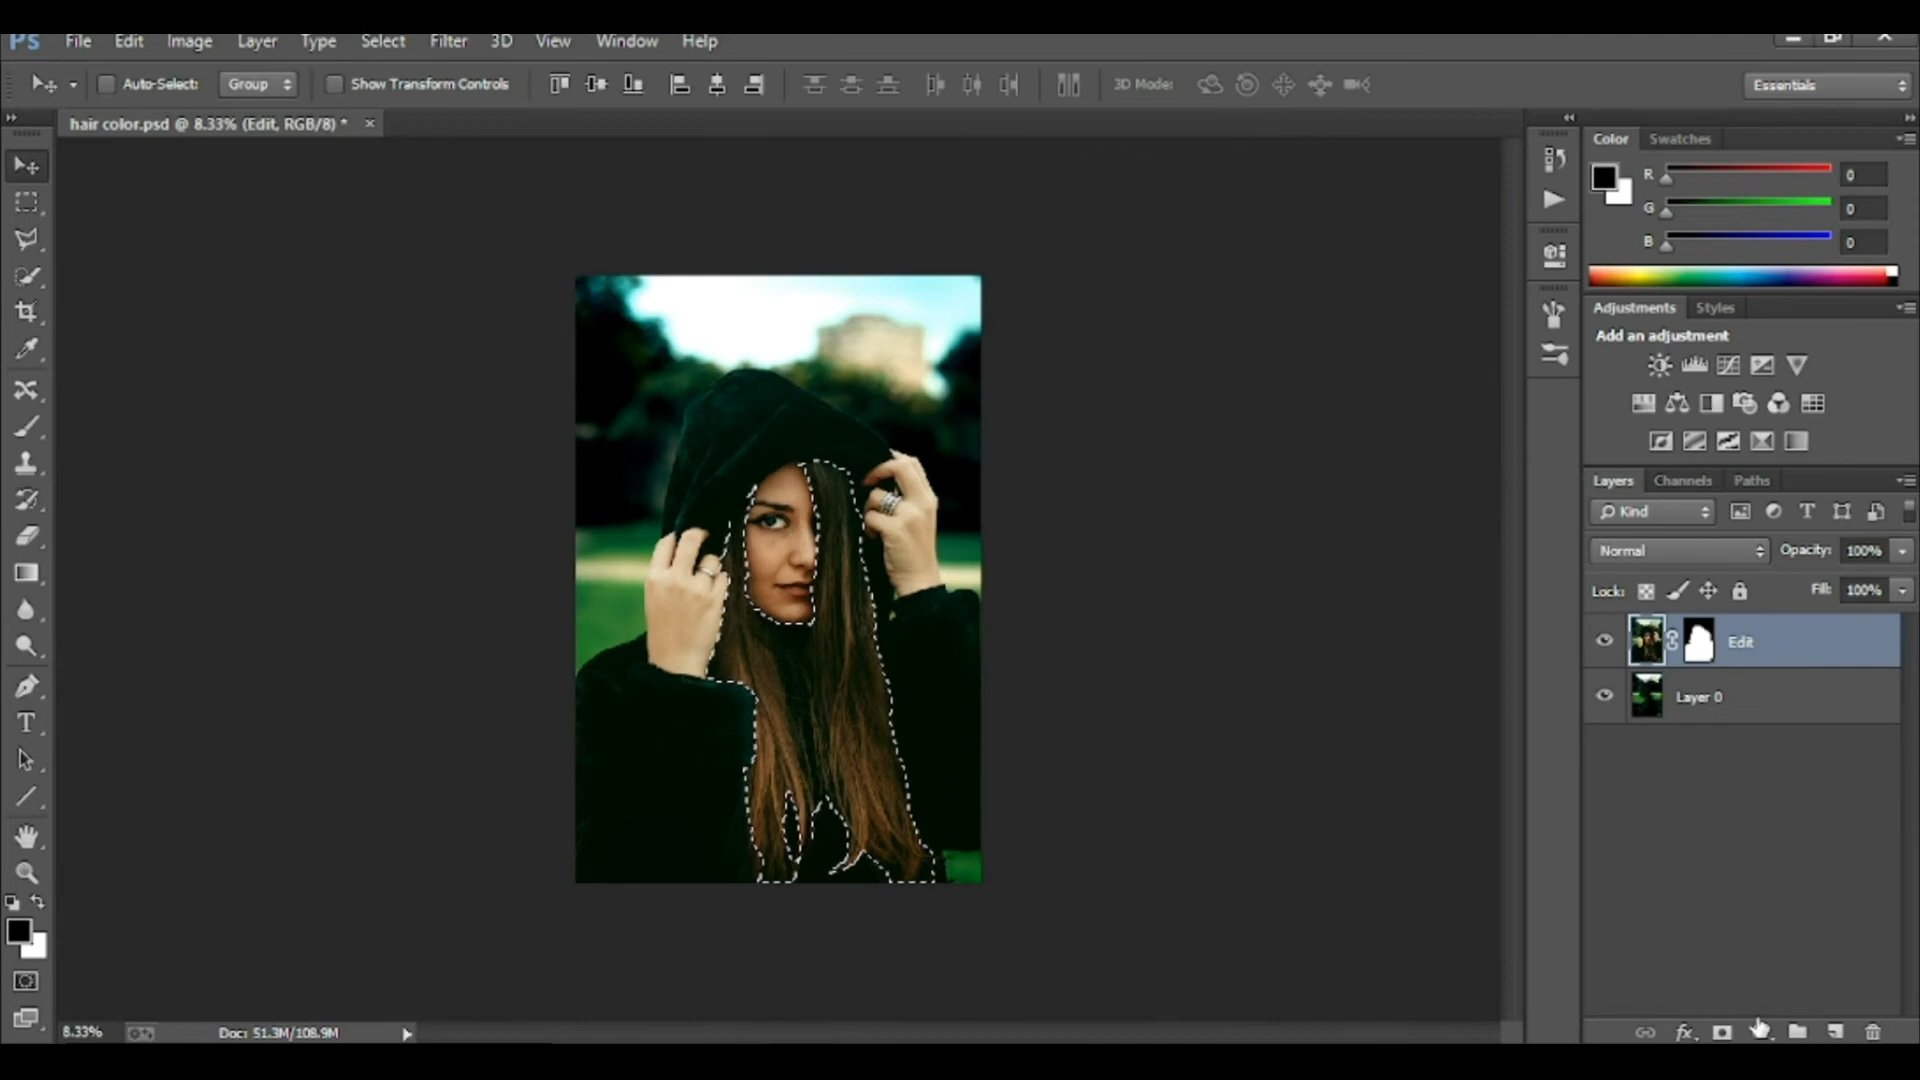 Ps File Edit Image Layer Type Select Filter 3D View Window Help
Auto-Select: Group Show Transform Controls 3D Mode: Essentials
hair color.psd @ 8.33% (Edit, RGB/8) * ×
Color Swatches
R 0
G 0
B 0
Adjustments Styles
Add an adjustment
Layers Channels Paths
Kind
Normal Opacity: 100%
Lock: Fill: 100%
Edit
Layer 0
8.33% Doc: 51.3M/108.9M